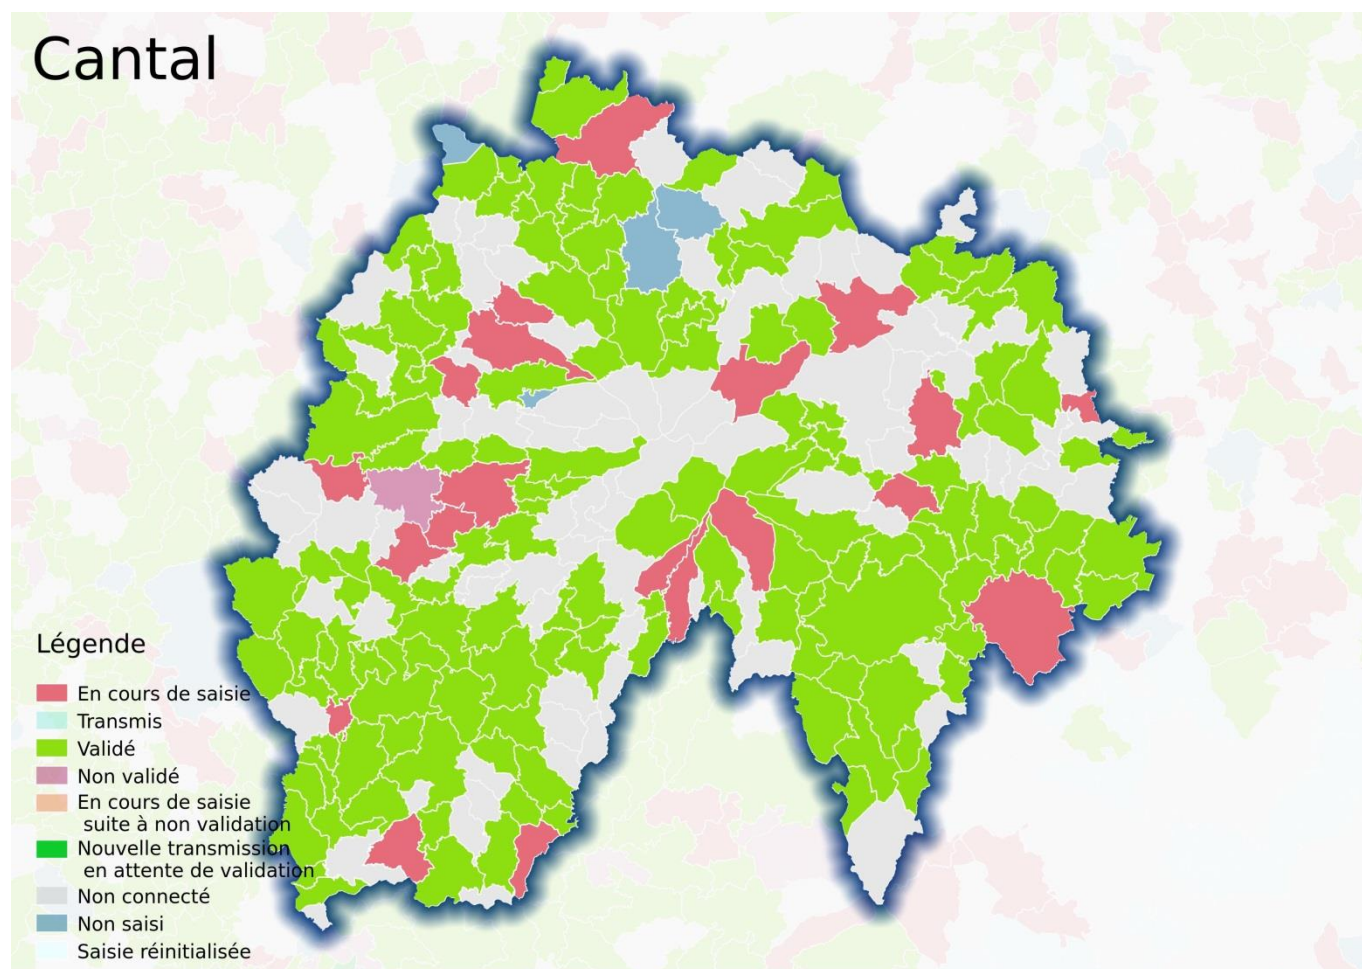 Cantal
Légende
En cours de saisie
Transmis
Validé
Non validé
En cours de saisie
suite à non validation
Nouvelle transmission
en attente de validation
Non connecté
Non saisi
Saisie réinitialisée